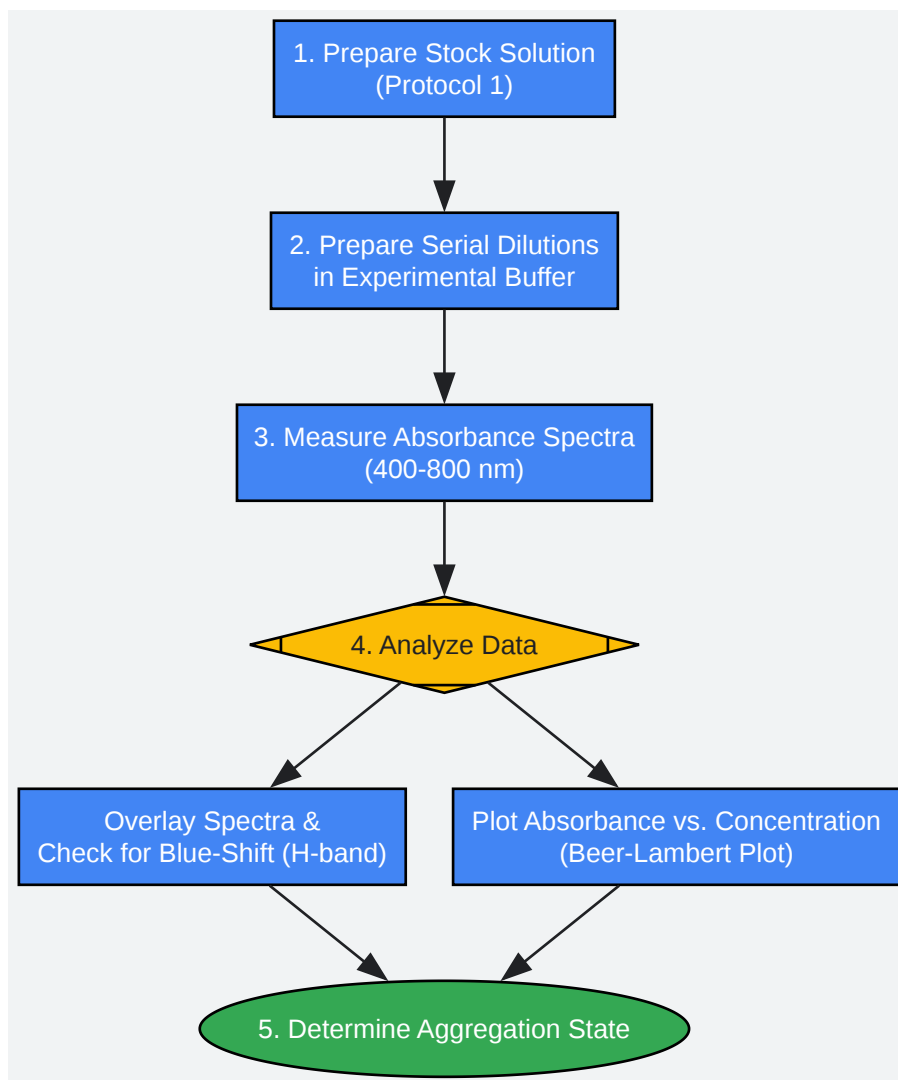 1. Prepare Stock Solution
(Protocol 1)
2. Prepare Serial Dilutions
in Experimental Buffer
3. Measure Absorbance Spectra
(400-800 nm)
4. Analyze Data
Overlay Spectra &
Check for Blue-Shift (H-band)
Plot Absorbance vs. Concentration
(Beer-Lambert Plot)
5. Determine Aggregation State